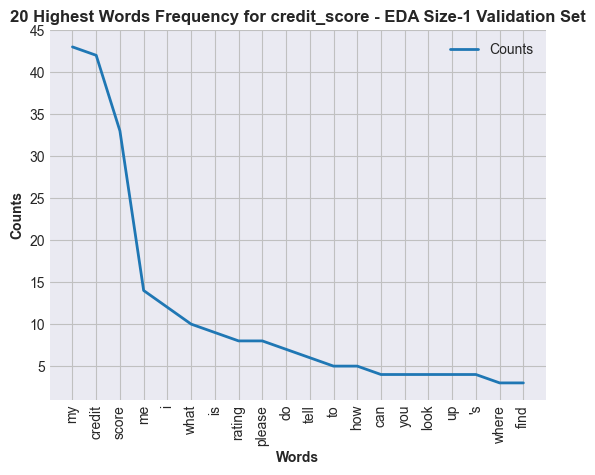 20 Highest Words Frequency for credit_score - EDA Size-1 Validation Set
45
40
35
30
25
20
15
10
5
Counts
Counts
my
credit
score
me
i
what
is
rating
please
do
tell
to
how
can
you
look
up
's
where
find
Words